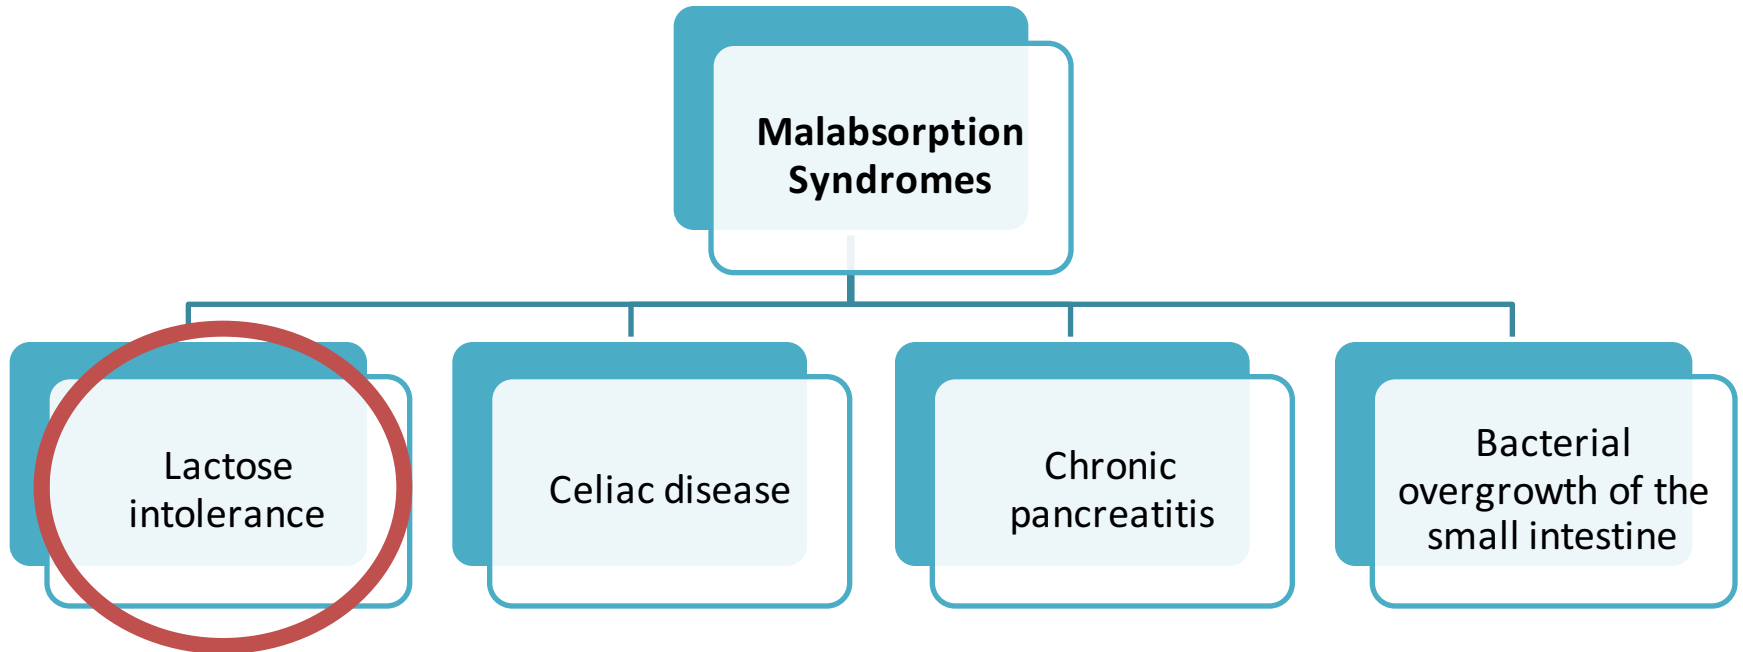 Malabsorption
Syndromes
Lactose
intolerance
Celiac disease
Chronic
pancreatitis
Bacterial
overgrowth of the
small intestine